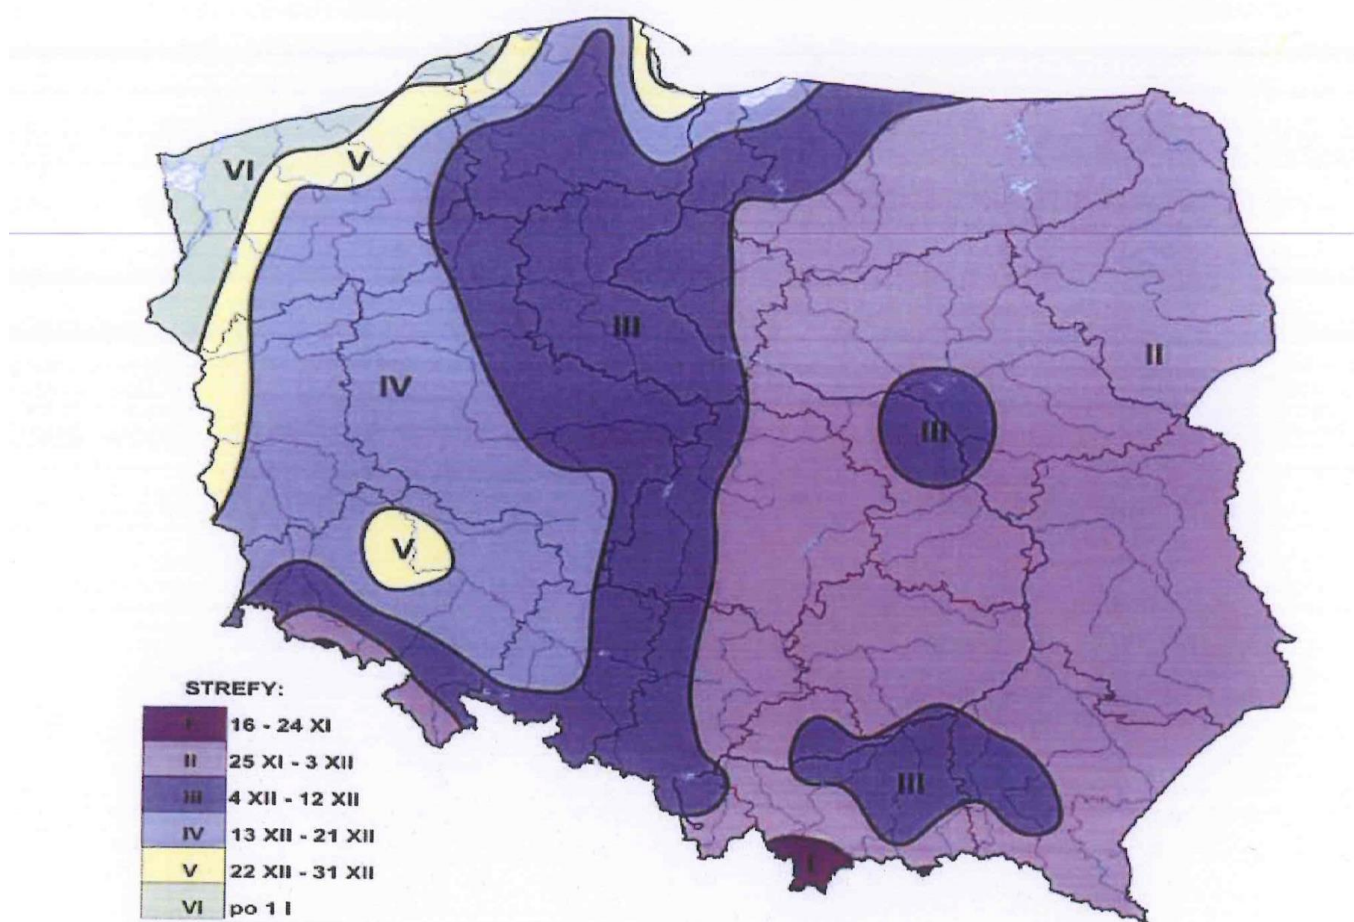 VI
V
III
IV
II
III
V
III
I
STREFY:
I 16 - 24 XI
II 25 XI - 3 XII
III 4 XII - 12 XII
IV 13 XII - 21 XII
V 22 XII - 31 XII
VI po 1 I